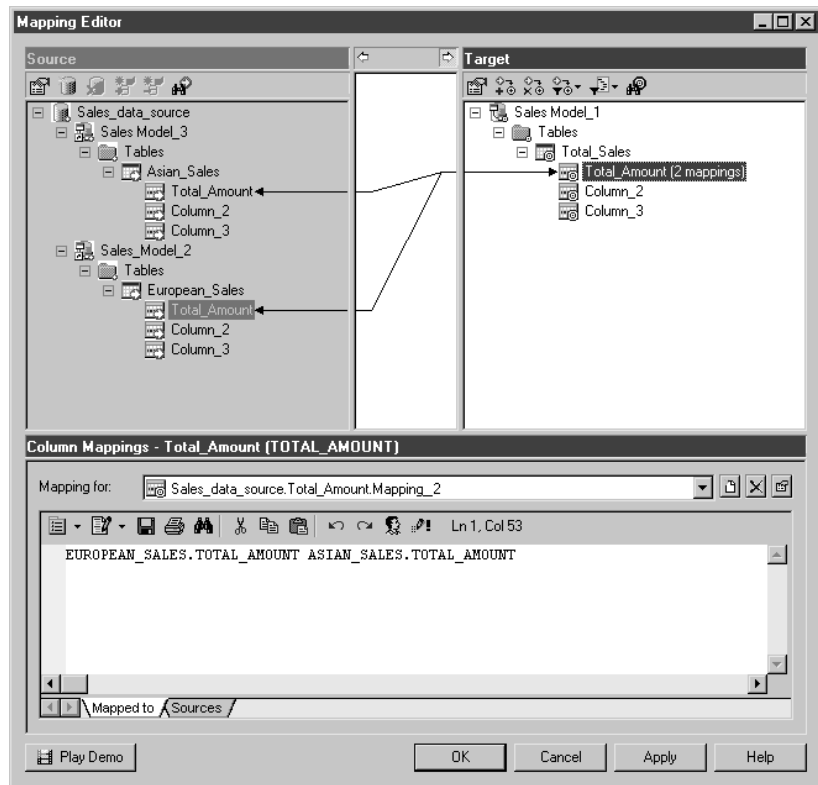 Mapping Editor
Source
Target
Sales_data_source
Sales Model_3
Tables
Asian_Sales
Total_Amount
Column_2
Column_3
Sales_Model_2
Tables
European_Sales
Total_Amount
Column_2
Column_3
Sales Model_1
Tables
Total_Sales
Total_Amount (2 mappings)
Column_2
Column_3
Column Mappings - Total_Amount (TOTAL_AMOUNT)
Mapping for: Sales_data_source.Total_Amount.Mapping_2
Ln 1, Col 53
EUROPEAN_SALES.TOTAL_AMOUNT ASIAN_SALES.TOTAL_AMOUNT
Mapped to Sources
Play Demo OK Cancel Apply Help